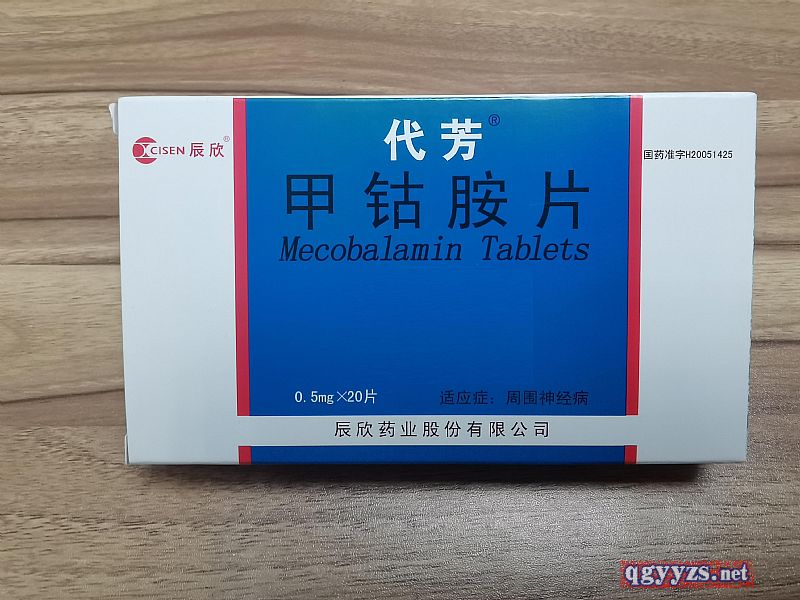 CISEN 辰欣®
代芳®
国药准字H20051425
甲钴胺片
Mecobalamin Tablets
0.5mg×20片
适应症：周围神经病
辰欣药业股份有限公司
qgyyzs.net